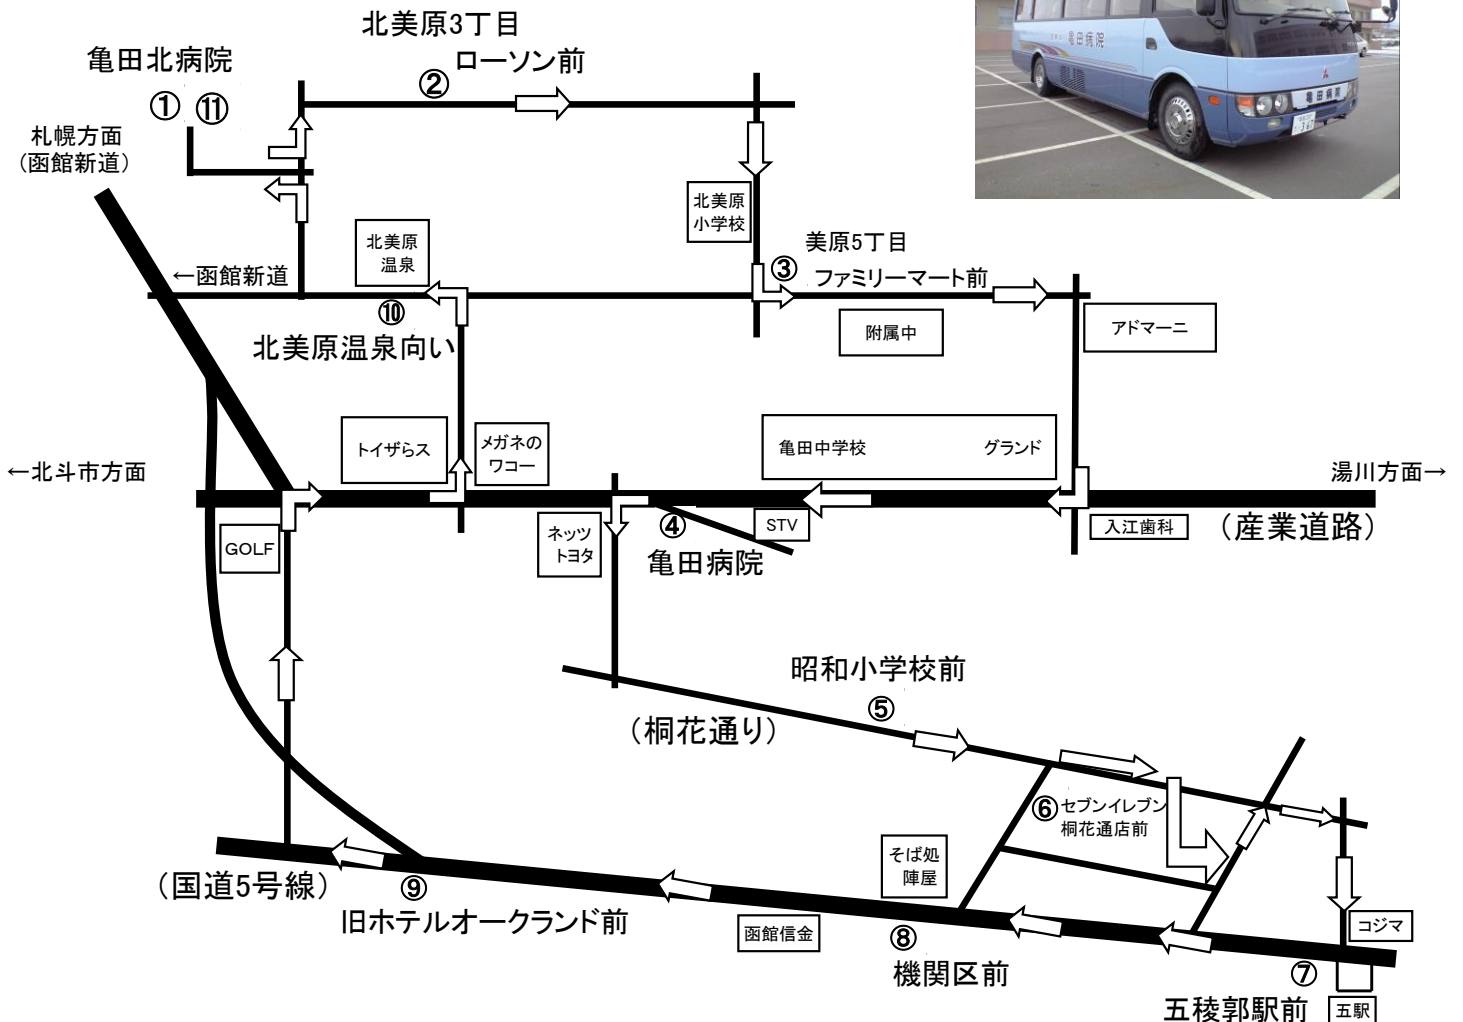 北美原3丁目
亀田北病院
②
ローソン前
① ⑪
札幌方面
（函館新道）
亀田病院
亀田病院
北美原
小学校
北美原
温泉
美原5丁目
③
ファミリーマート前
←函館新道
⑩
北美原温泉向い
附属中
アドマーニ
トイザらス
メガネの
ワコー
亀田中学校 グランド
←北斗市方面
湯川方面→
GOLF
ネッツ
トヨタ
④
亀田病院
STV
入江歯科
（産業道路）
昭和小学校前
⑤
（桐花通り）
⑥
セブンイレブン
桐花通店前
そば処
陣屋
（国道5号線）
⑨
旧ホテルオークランド前
函館信金
⑧
機関区前
コジマ
⑦
五稜郭駅前
五駅